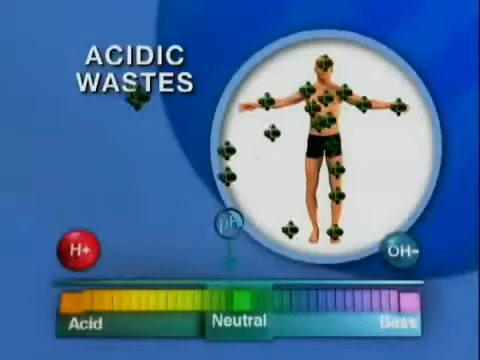 ACIDIC
WASTES
pH
H+
OH-
Acid
Neutral
Base